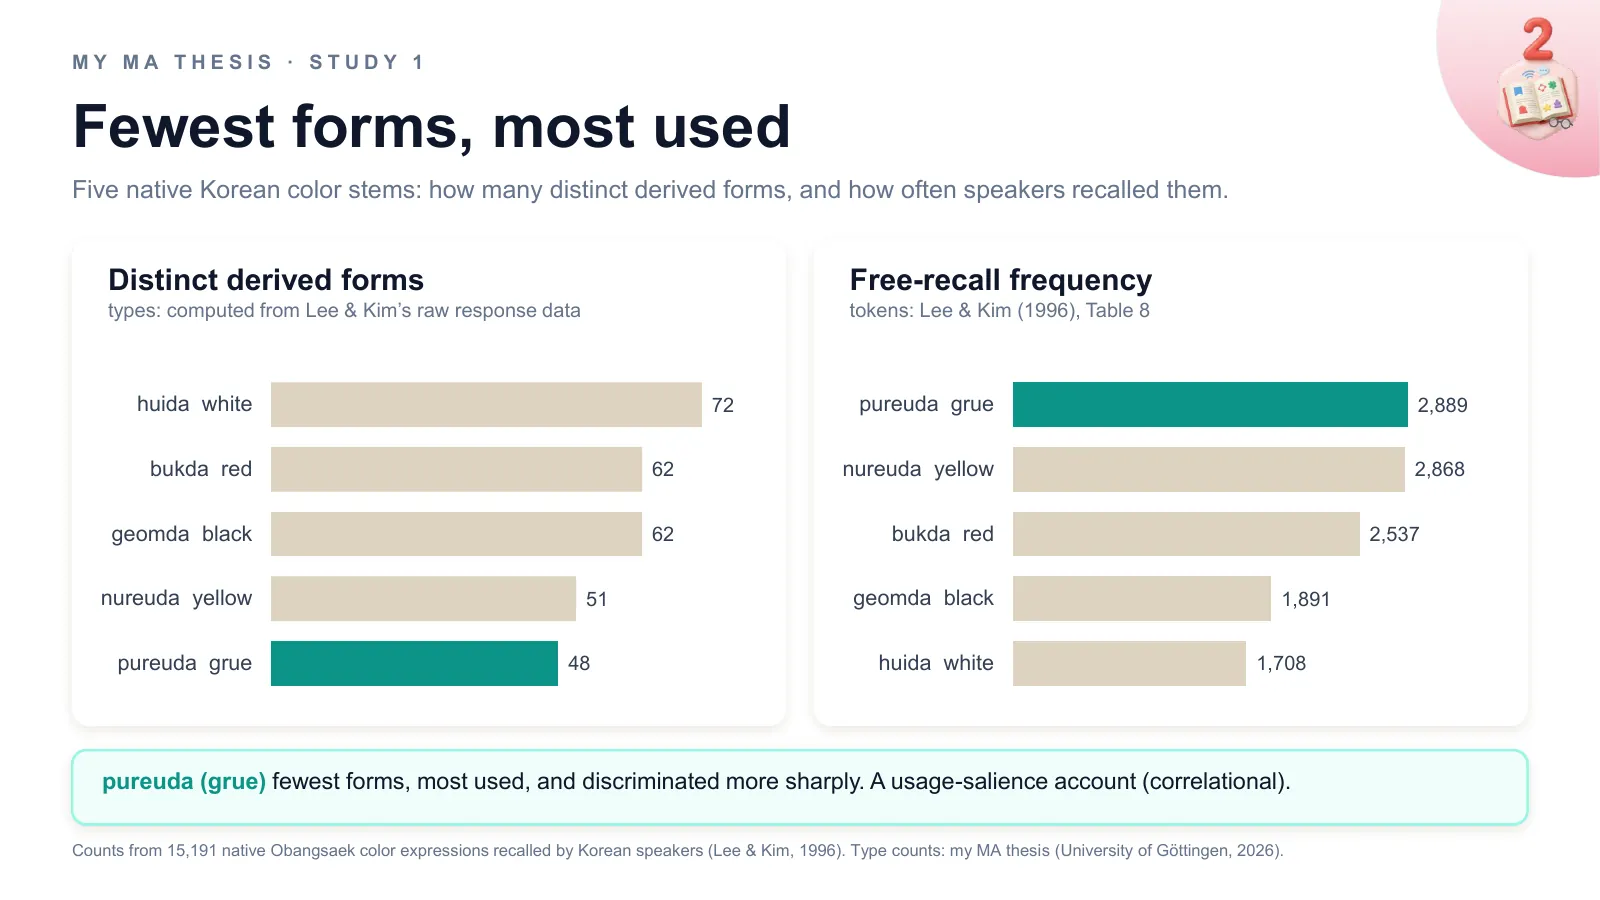 MY MA THESIS · STUDY 1
2
Fewest forms, most used
Five native Korean color stems: how many distinct derived forms, and how often speakers recalled them.
Distinct derived forms
types: computed from Lee & Kim’s raw response data
huida white 72
bukda red 62
geomda black 62
nureuda yellow 51
pureuda grue 48
Free-recall frequency
tokens: Lee & Kim (1996), Table 8
pureuda grue 2,889
nureuda yellow 2,868
bukda red 2,537
geomda black 1,891
huida white 1,708
pureuda (grue) fewest forms, most used, and discriminated more sharply. A usage-salience account (correlational).
Counts from 15,191 native Obangsaek color expressions recalled by Korean speakers (Lee & Kim, 1996). Type counts: my MA thesis (University of Göttingen, 2026).